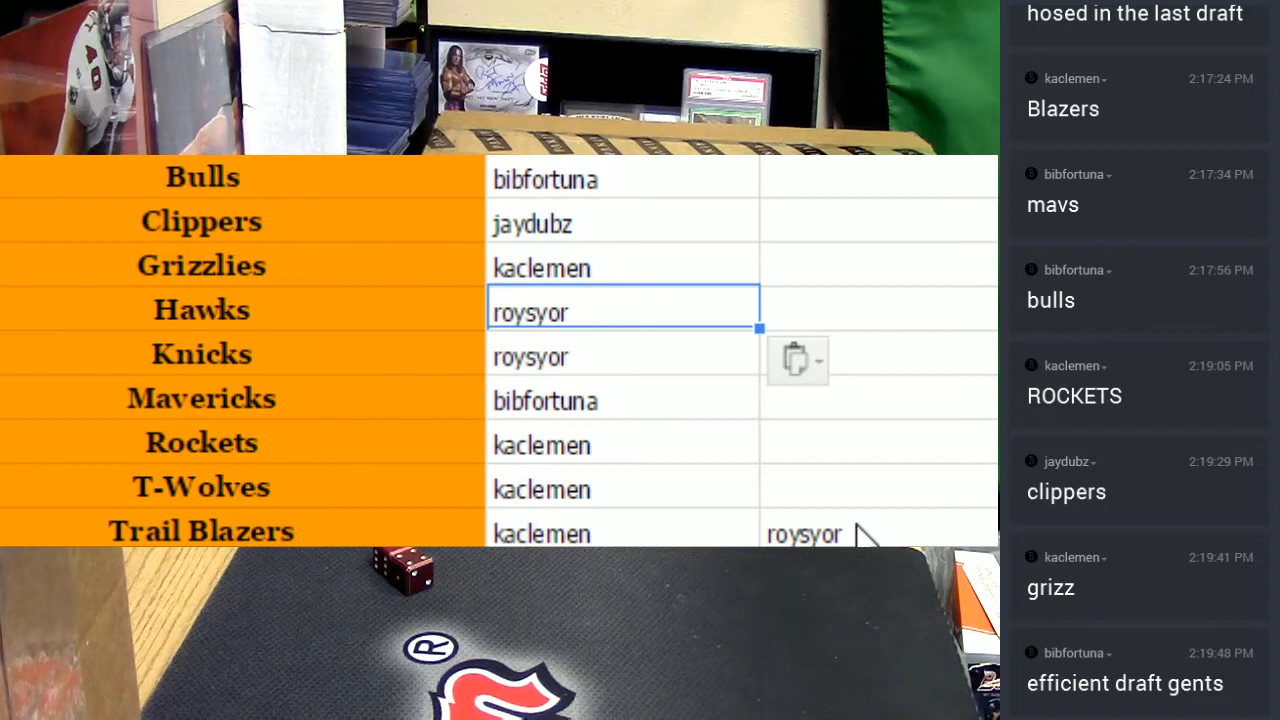 hosed in the last draft
kaclemen 2:17:24 PM
Blazers
bibfortuna 2:17:34 PM
mavs
bibfortuna 2:17:56 PM
bulls
kaclemen 2:19:05 PM
ROCKETS
jaydubz 2:19:29 PM
clippers
kaclemen 2:19:41 PM
grizz
bibfortuna 2:19:48 PM
efficient draft gents
Bulls bibfortuna
Clippers jaydubz
Grizzlies kaclemen
Hawks roysyor
Knicks roysyor
Mavericks bibfortuna
Rockets kaclemen
T-Wolves kaclemen
Trail Blazers kaclemen roysyor
®